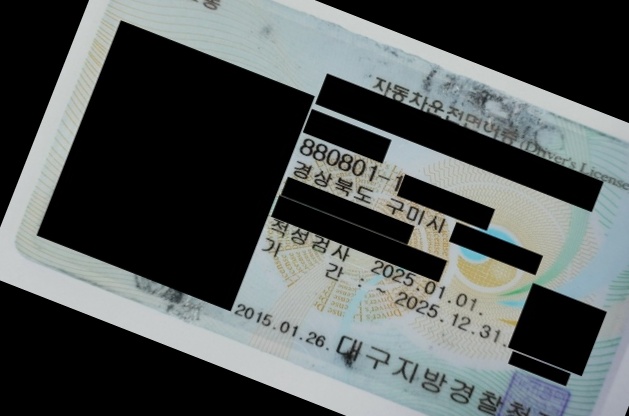 자동차운전면허증 (Driver's License
880801-1
경상북도 구미시
적성검사 2025.01.01.
기 간 : ~ 2025.12.31.
2015.01.26. 대구지방경찰청